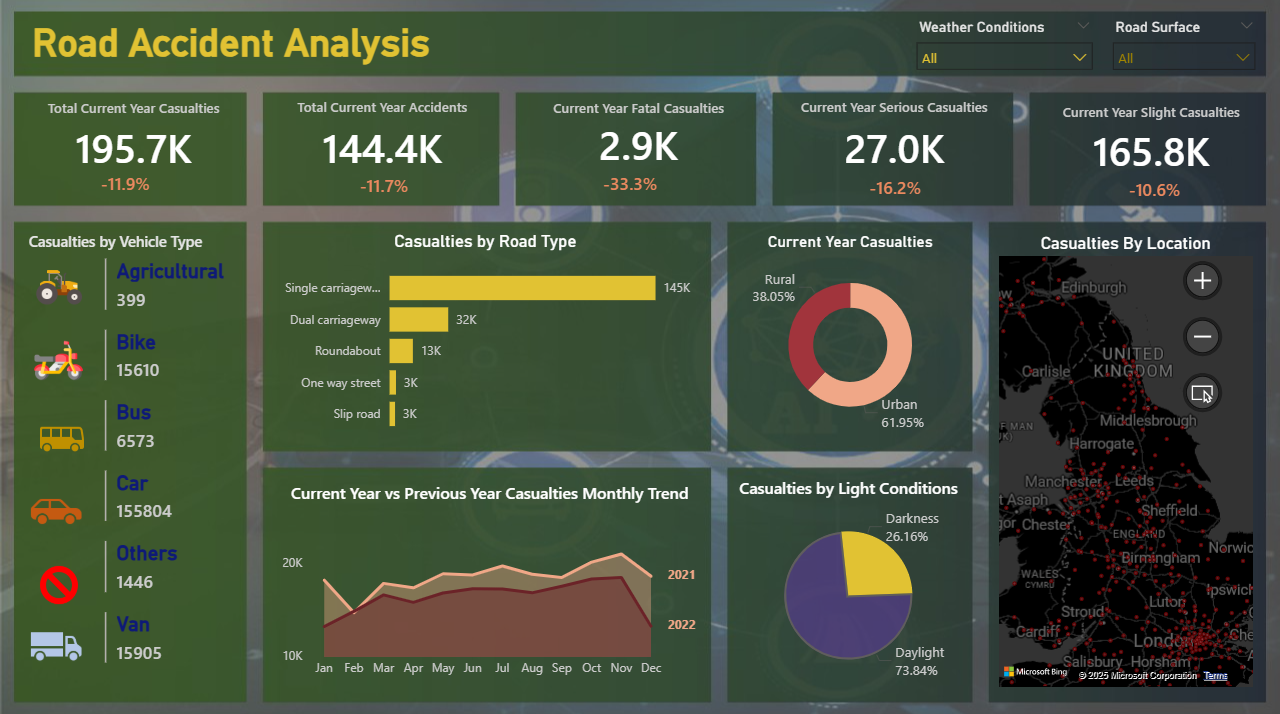 Road Accident Analysis
Weather Conditions
All
Road Surface
All
Total Current Year Casualties
195.7K
-11.9%
Total Current Year Accidents
144.4K
-11.7%
Current Year Fatal Casualties
2.9K
-33.3%
Current Year Serious Casualties
27.0K
-16.2%
Current Year Slight Casualties
165.8K
-10.6%
Casualties by Vehicle Type
Agricultural
399
Bike
15610
Bus
6573
Car
155804
Others
1446
Van
15905
Casualties by Road Type
Single carriagew...
145K
Dual carriageway
32K
Roundabout
13K
One way street
3K
Slip road
3K
Current Year vs Previous Year Casualties Monthly Trend
20K
10K
2021
2022
Jan Feb Mar Apr May Jun Jul Aug Sep Oct Nov Dec
Current Year Casualties
Rural
38.05%
Urban
61.95%
Casualties by Light Conditions
Darkness
26.16%
Daylight
73.84%
Casualties By Location
Edinburgh
UNITED
KINGDOM
Carlisle
Middlesbrough
F MAN
Harrogate
Manchester
Leeds
t Asaph
Sheffield
gor
Chester
ENGLAND
Norwic
Birmingham
WALES
CYMRU
Ipswich
Luton
Stroud
Cardiff
London
Che
Salisbury
Horsham
Microsoft Bing
© 2025 Microsoft Corporation
Terms